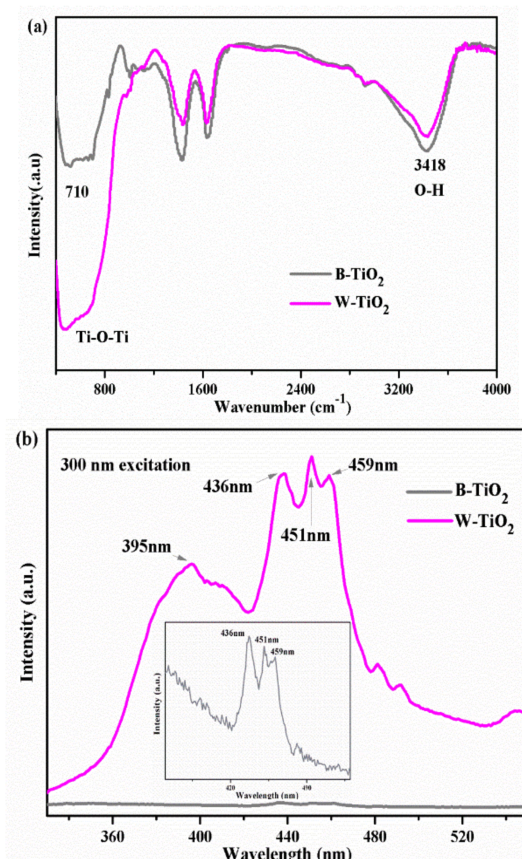 (a)
Intensity(.a.u)
710
3418
O-H
B-TiO₂
W-TiO₂
Ti-O-Ti
800 1600 2400 3200 4000
Wavenumber (cm⁻¹)
(b)
300 nm excitation
436nm
459nm
451nm
395nm
B-TiO₂
W-TiO₂
Intensity (a.u.)
436nm
451nm
459nm
Intensity (a.u.)
420 490
Wavelength (nm)
360 400 440 480 520
Wavelength (nm)